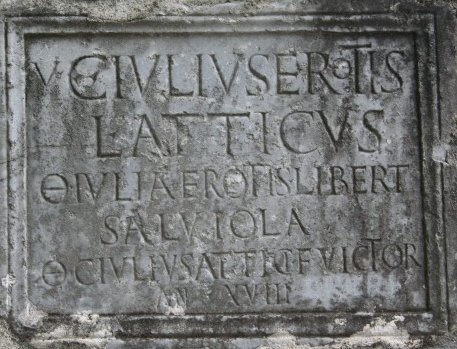 V Θ C IVLIVS EROTIS
L ATTICVS
Θ IVLIA EROTIS LIBERT
SALVIOLA
Θ C IVLIVS ATTICI F VICTOR
AN XVIII